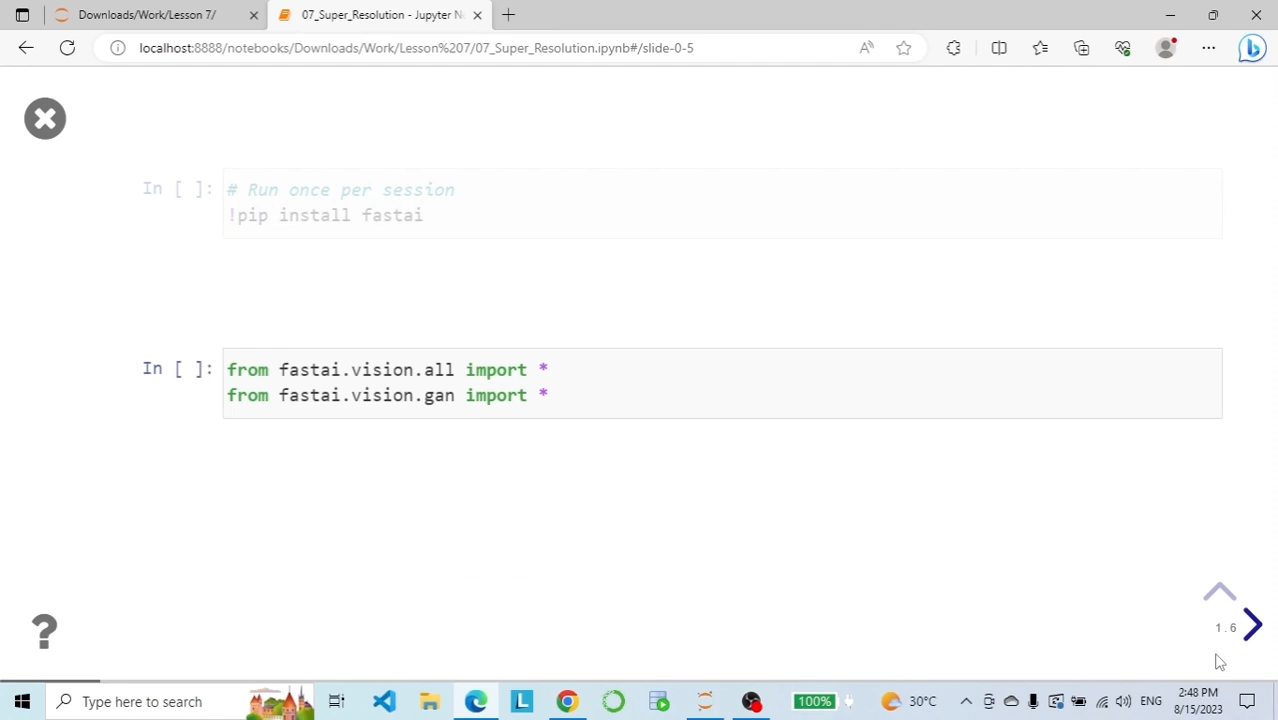 Downloads/Work/Lesson 7/
07_Super_Resolution - Jupyter No
localhost:8888/notebooks/Downloads/Work/Lesson%207/07_Super_Resolution.ipynb#/slide-0-5
In [ ]: # Run once per session
!pip install fastai
In [ ]: from fastai.vision.all import *
from fastai.vision.gan import *
?
1.6
Type here to search
L
100%
30°C
ENG
2:48 PM
8/15/2023